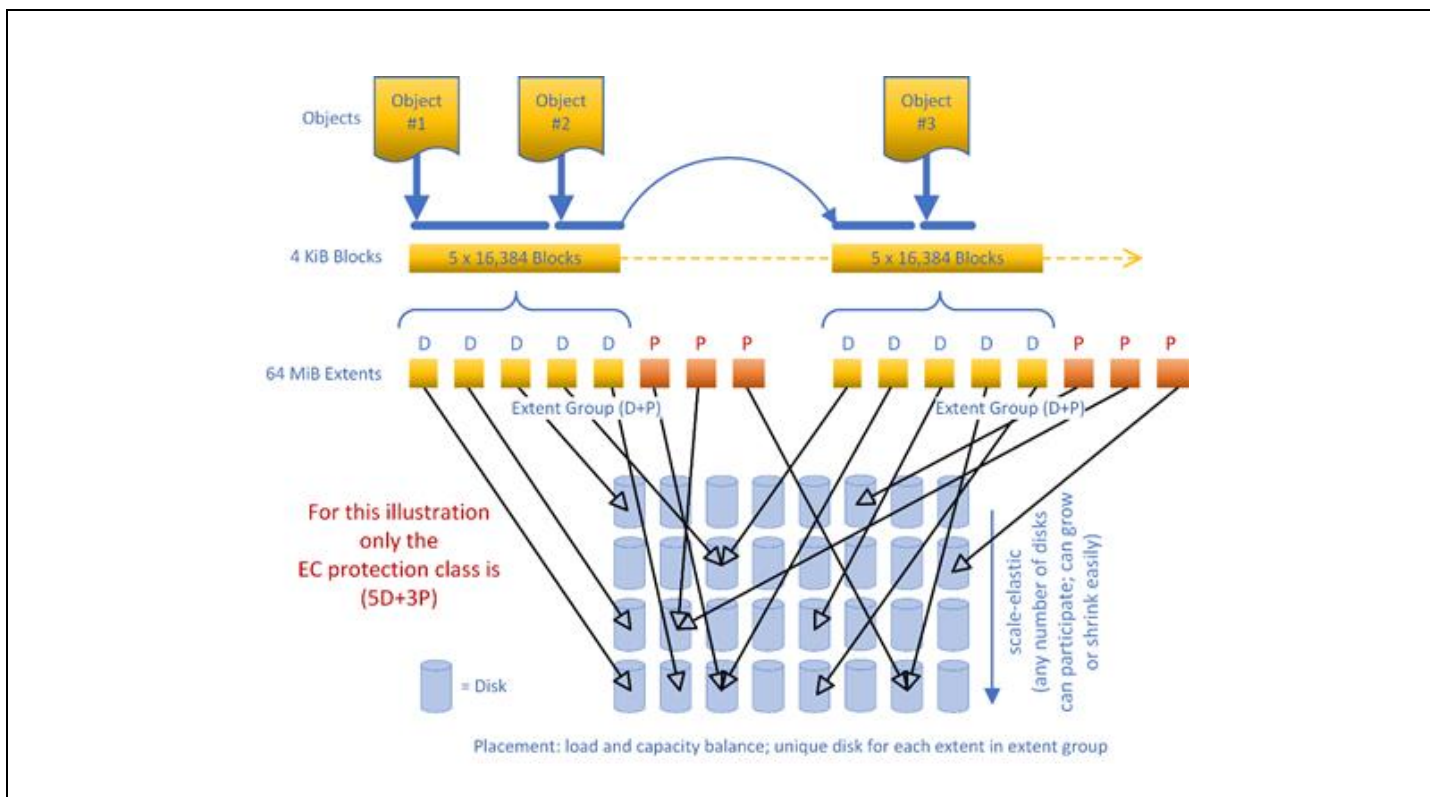 Object
#1
Object
#2
Object
#3
Objects
4 KiB Blocks
5 x 16,384 Blocks
5 x 16,384 Blocks
D D D D D P P P
D D D D D P P P
64 MiB Extents
Extent Group (D+P)
Extent Group (D+P)
For this illustration
only the
EC protection class is
(5D+3P)
= Disk
scale-elastic
(any number of disks
can participate; can grow
or shrink easily)
Placement: load and capacity balance; unique disk for each extent in extent group